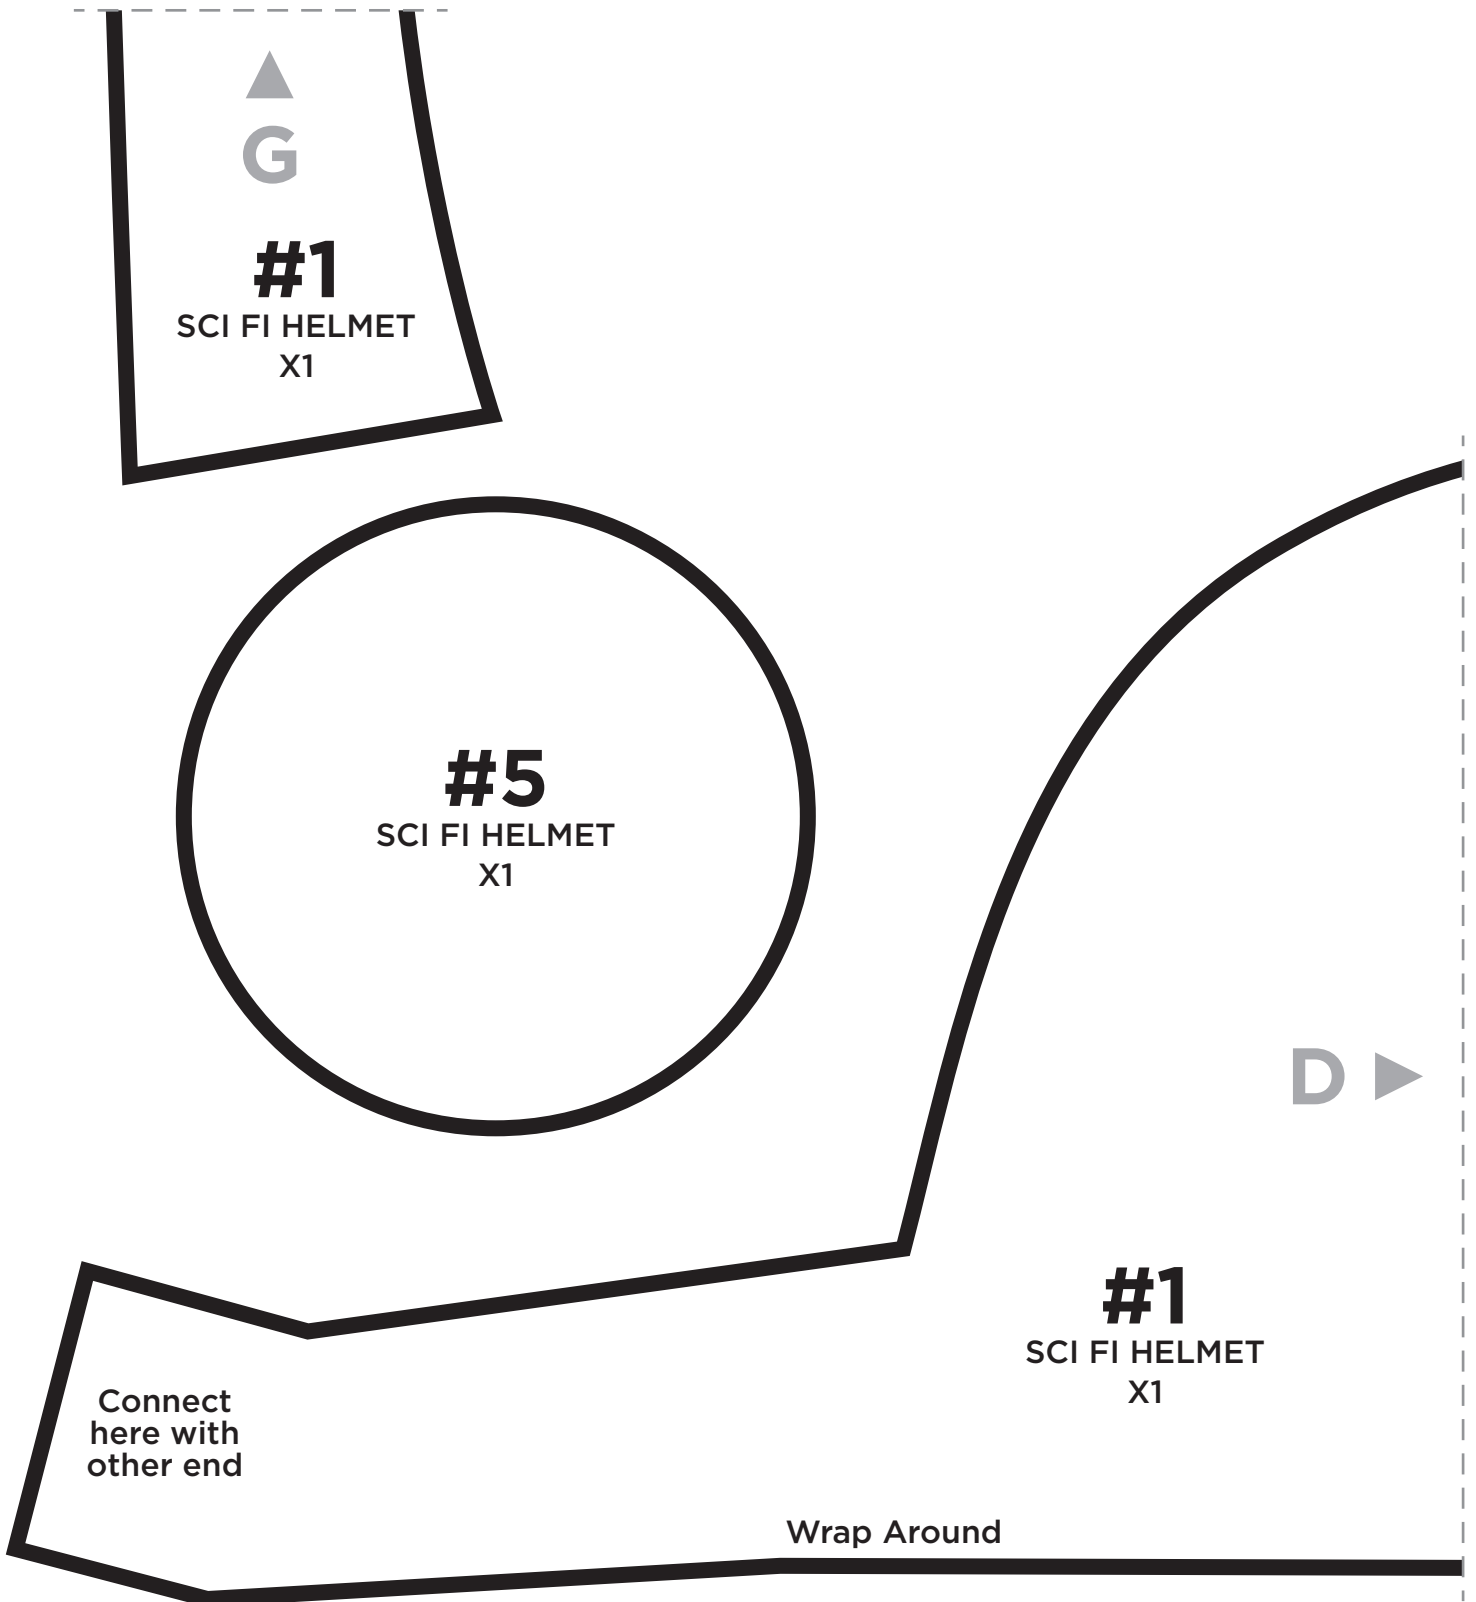 G
#1
SCI FI HELMET
X1
#5
SCI FI HELMET
X1
D
#1
SCI FI HELMET
X1
Connect
here with
other end
Wrap Around